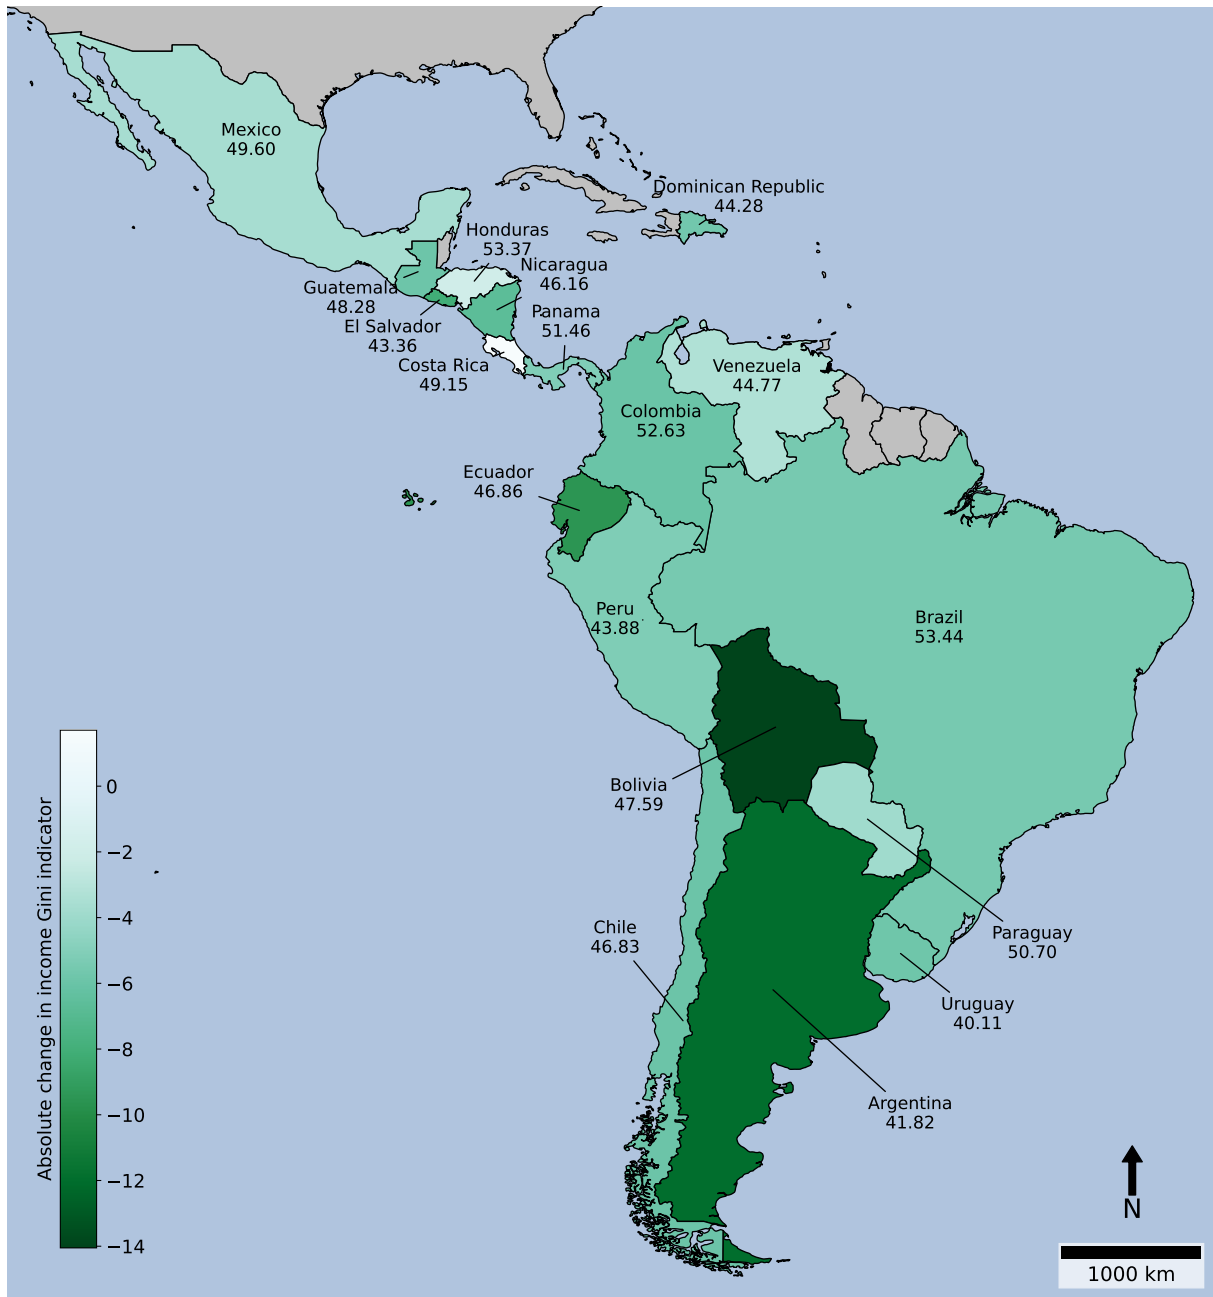 Mexico
49.60
Dominican Republic
44.28
Honduras
53.37
Nicaragua
46.16
Guatemala
48.28
Panama
51.46
El Salvador
43.36
Costa Rica
49.15
Venezuela
44.77
Colombia
52.63
Ecuador
46.86
Peru
43.88
Brazil
53.44
Bolivia
47.59
Chile
46.83
Paraguay
50.70
Uruguay
40.11
Argentina
41.82
Absolute change in income Gini indicator
0
−2
−4
−6
−8
−10
−12
−14
N
1000 km